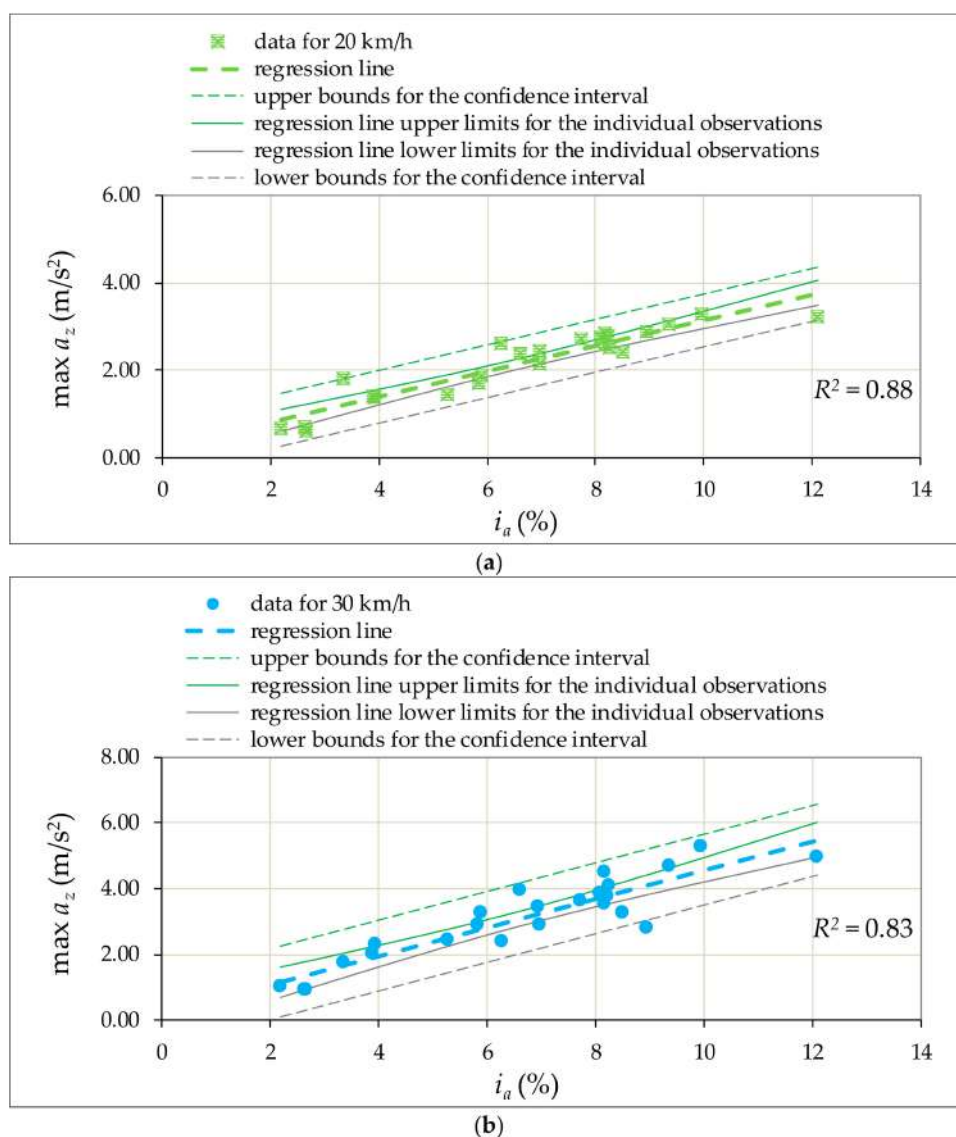 data for 20 km/h
regression line
upper bounds for the confidence interval
regression line upper limits for the individual observations
regression line lower limits for the individual observations
lower bounds for the confidence interval
6.00
4.00
2.00
0.00
max a_z (m/s²)
R² = 0.88
0 2 4 6 8 10 12 14
i_a (%)
(a)
data for 30 km/h
regression line
upper bounds for the confidence interval
regression line upper limits for the individual observations
regression line lower limits for the individual observations
lower bounds for the confidence interval
8.00
6.00
4.00
2.00
0.00
max a_z (m/s²)
R² = 0.83
0 2 4 6 8 10 12 14
i_a (%)
(b)